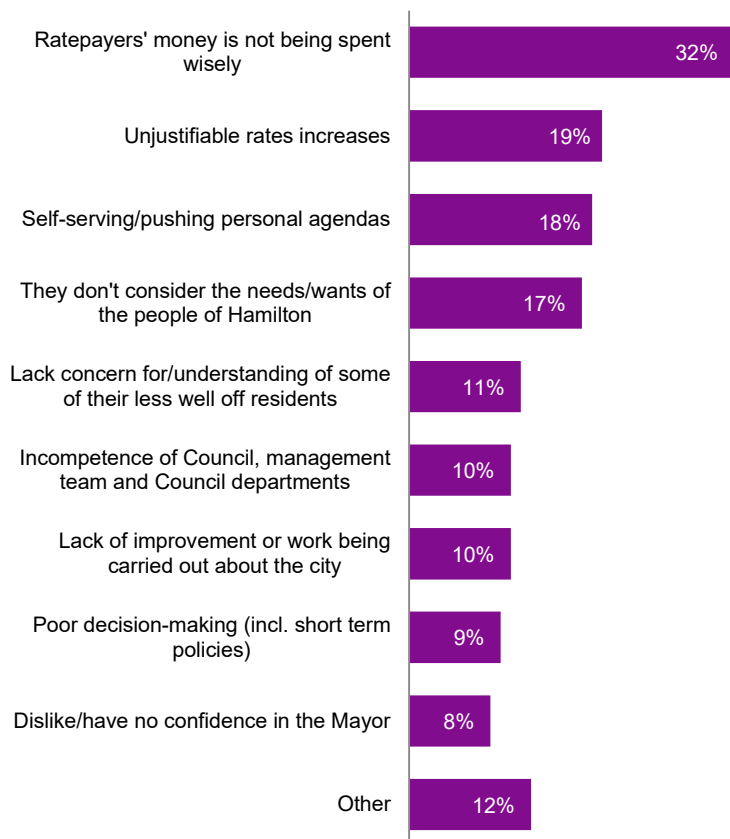 Ratepayers' money is not being spent
wisely
32%
Unjustifiable rates increases
19%
Self-serving/pushing personal agendas
18%
They don't consider the needs/wants of
the people of Hamilton
17%
Lack concern for/understanding of some
of their less well off residents
11%
Incompetence of Council, management
team and Council departments
10%
Lack of improvement or work being
carried out about the city
10%
Poor decision-making (incl. short term
policies)
9%
Dislike/have no confidence in the Mayor
8%
Other
12%